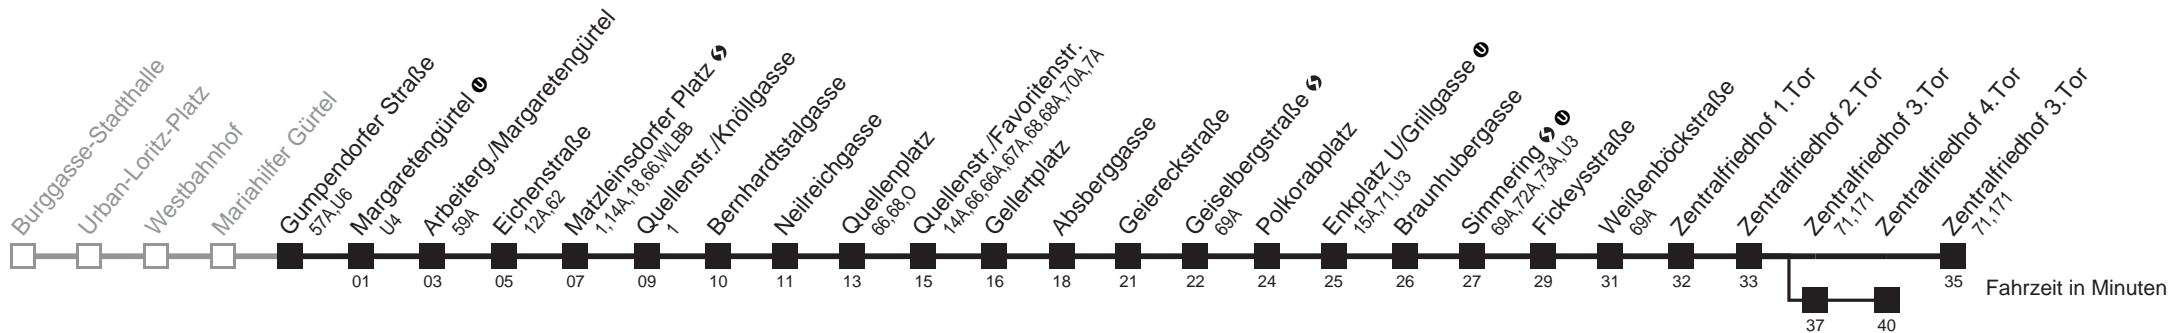 Burggasse-Stadthalle
Urban-Loritz-Platz
Westbahnhof
Mariahilfer Gürtel
Gumpendorfer Straße
57A,U6
Margaretengürtel U
U4
Arbeiterg./Margaretengürtel
59A
Eichenstraße
12A,62
Matzleinsdorfer Platz S
1,14A,18,66,WLBB
Quellenstr./Knöllgasse
1
Bernhardtstalgasse
Neilreichgasse
Quellenplatz
66,68,O
Quellenstr./Favoritenstr.
14A,66,66A,67A,68,68A,70A,7A
Gellertplatz
Absberggasse
Geiereckstraße
Geiselbergstraße S
69A
Polkorabplatz
Enkplatz U/Grillgasse U
15A,71,U3
Braunhubergasse
Simmering S U
69A,72A,73A,U3
Fickeysstraße
Weißenböckstraße
69A
Zentralfriedhof 1.Tor
Zentralfriedhof 2.Tor
Zentralfriedhof 3.Tor
71,171
Zentralfriedhof 4.Tor
Zentralfriedhof 3.Tor
71,171
01 03 05 07 09 10 11 13 15 16 18 21 22 24 25 26 27 29 31 32 33 35
Fahrzeit in Minuten
37 40